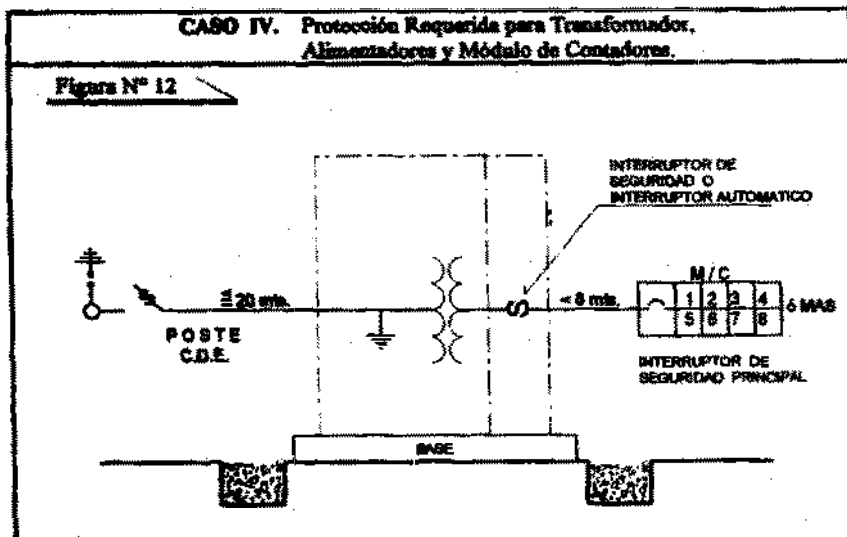 CASO IV. Protección Requerida para Transformador,
Alimentadores y Módulo de Contadores.
Figura Nº 12
INTERRUPTOR DE
SEGURIDAD O
INTERRUPTOR AUTOMATICO
≦ 20 mts.
< 8 mts.
M / C
1 2 3 4
5 6 7 8
ó MAS
POSTE
C.D.E.
INTERRUPTOR DE
SEGURIDAD PRINCIPAL
BASE